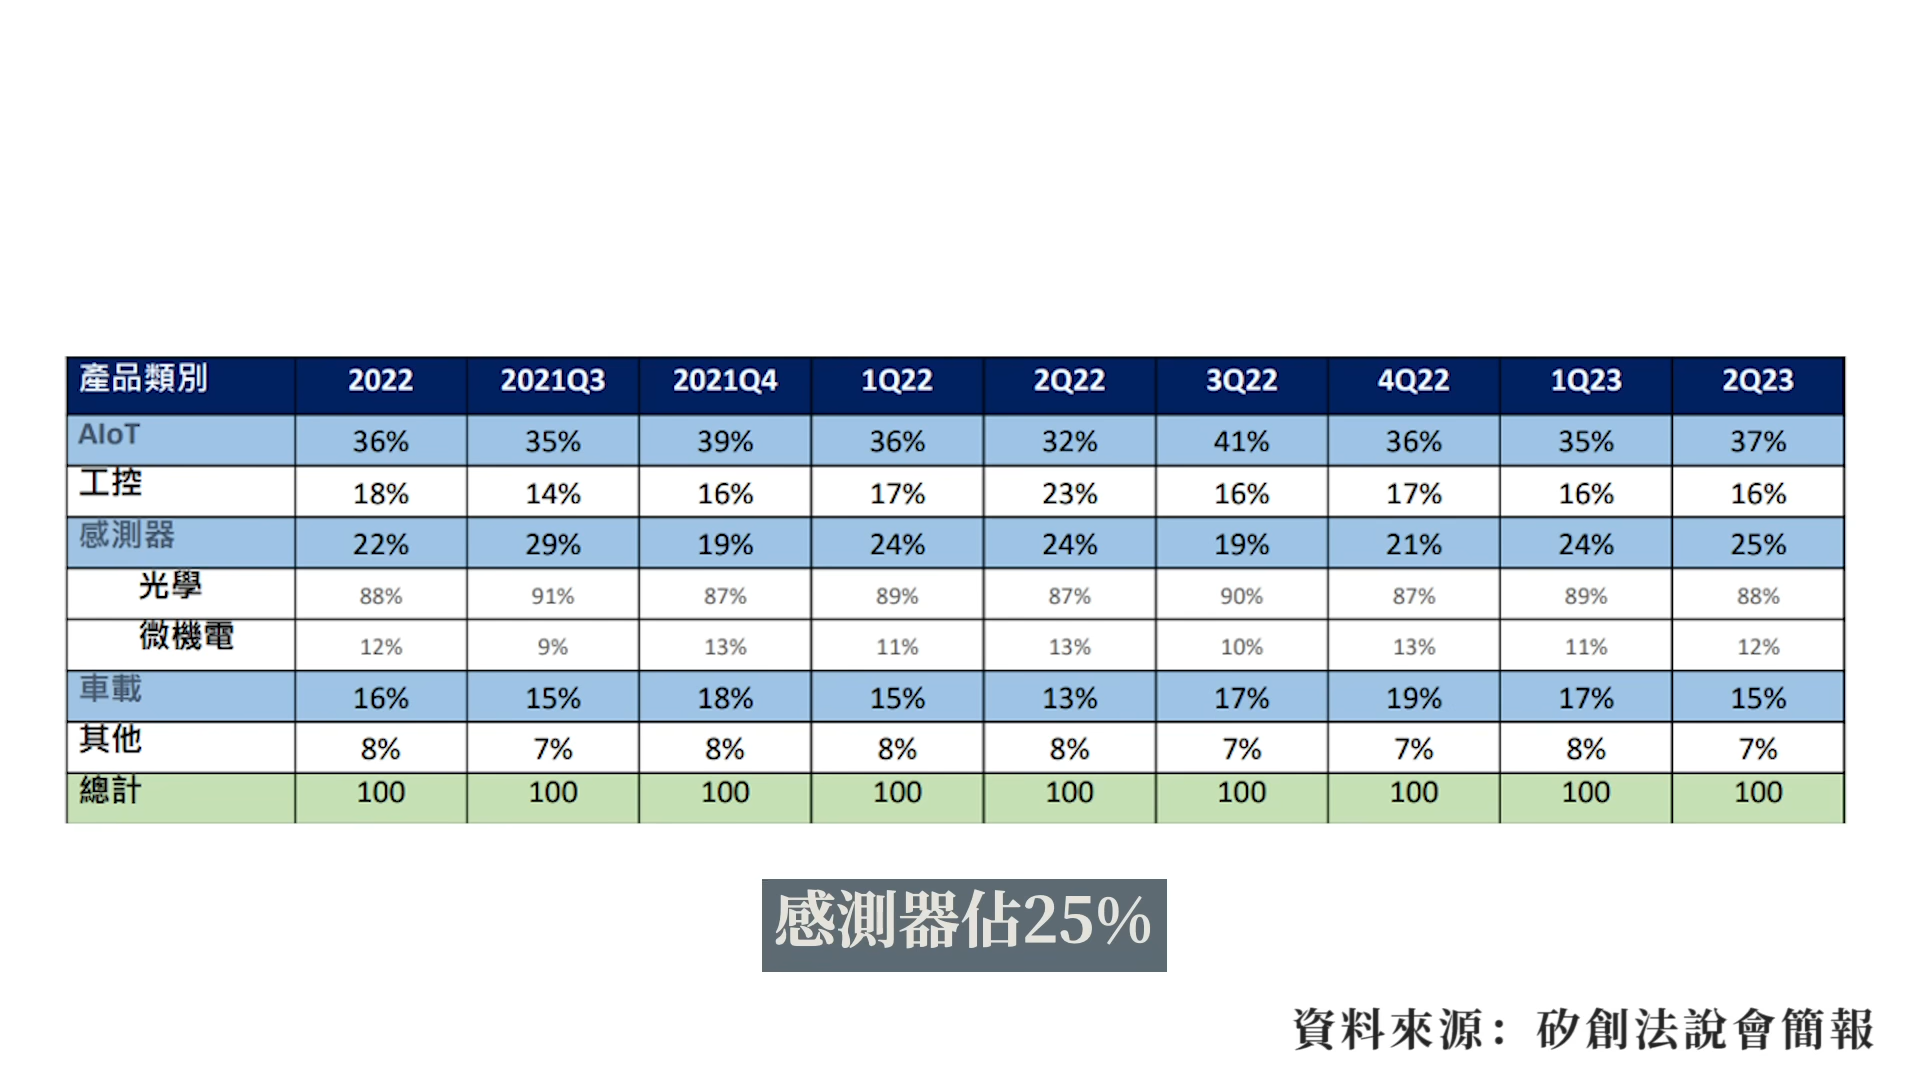 產品類別 2022 2021Q3 2021Q4 1Q22 2Q22 3Q22 4Q22 1Q23 2Q23
AIoT 36% 35% 39% 36% 32% 41% 36% 35% 37%
工控 18% 14% 16% 17% 23% 16% 17% 16% 16%
感測器 22% 29% 19% 24% 24% 19% 21% 24% 25%
光學 88% 91% 87% 89% 87% 90% 87% 89% 88%
微機電 12% 9% 13% 11% 13% 10% 13% 11% 12%
車載 16% 15% 18% 15% 13% 17% 19% 17% 15%
其他 8% 7% 8% 8% 8% 7% 7% 8% 7%
總計 100 100 100 100 100 100 100 100 100
感測器佔25%
資料來源：矽創法說會簡報